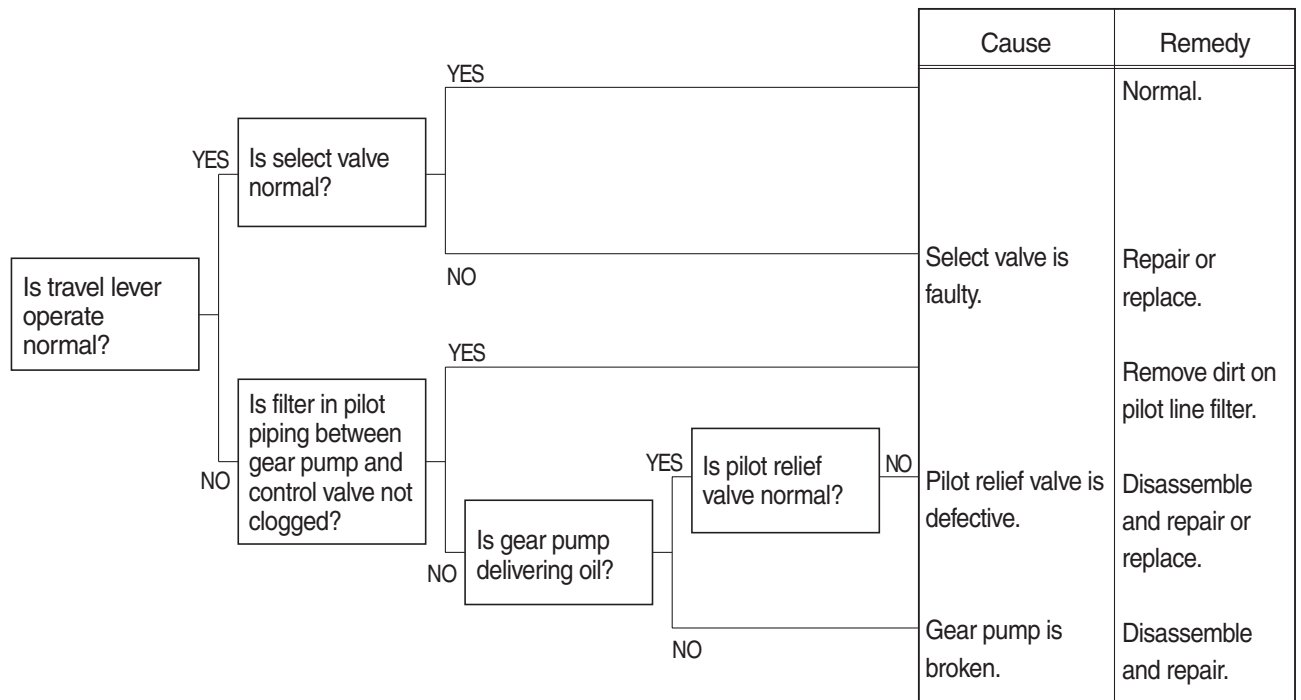 Cause
Remedy
YES
Normal.
YES
Is select valve
normal?
NO
Select valve is
faulty.
Repair or
replace.
Is travel lever
operate
normal?
YES
Remove dirt on
pilot line filter.
NO
Is filter in pilot
piping between
gear pump and
control valve not
clogged?
YES
Is pilot relief
valve normal?
NO
Pilot relief valve is
defective.
Disassemble
and repair or
replace.
NO
Is gear pump
delivering oil?
NO
Gear pump is
broken.
Disassemble
and repair.